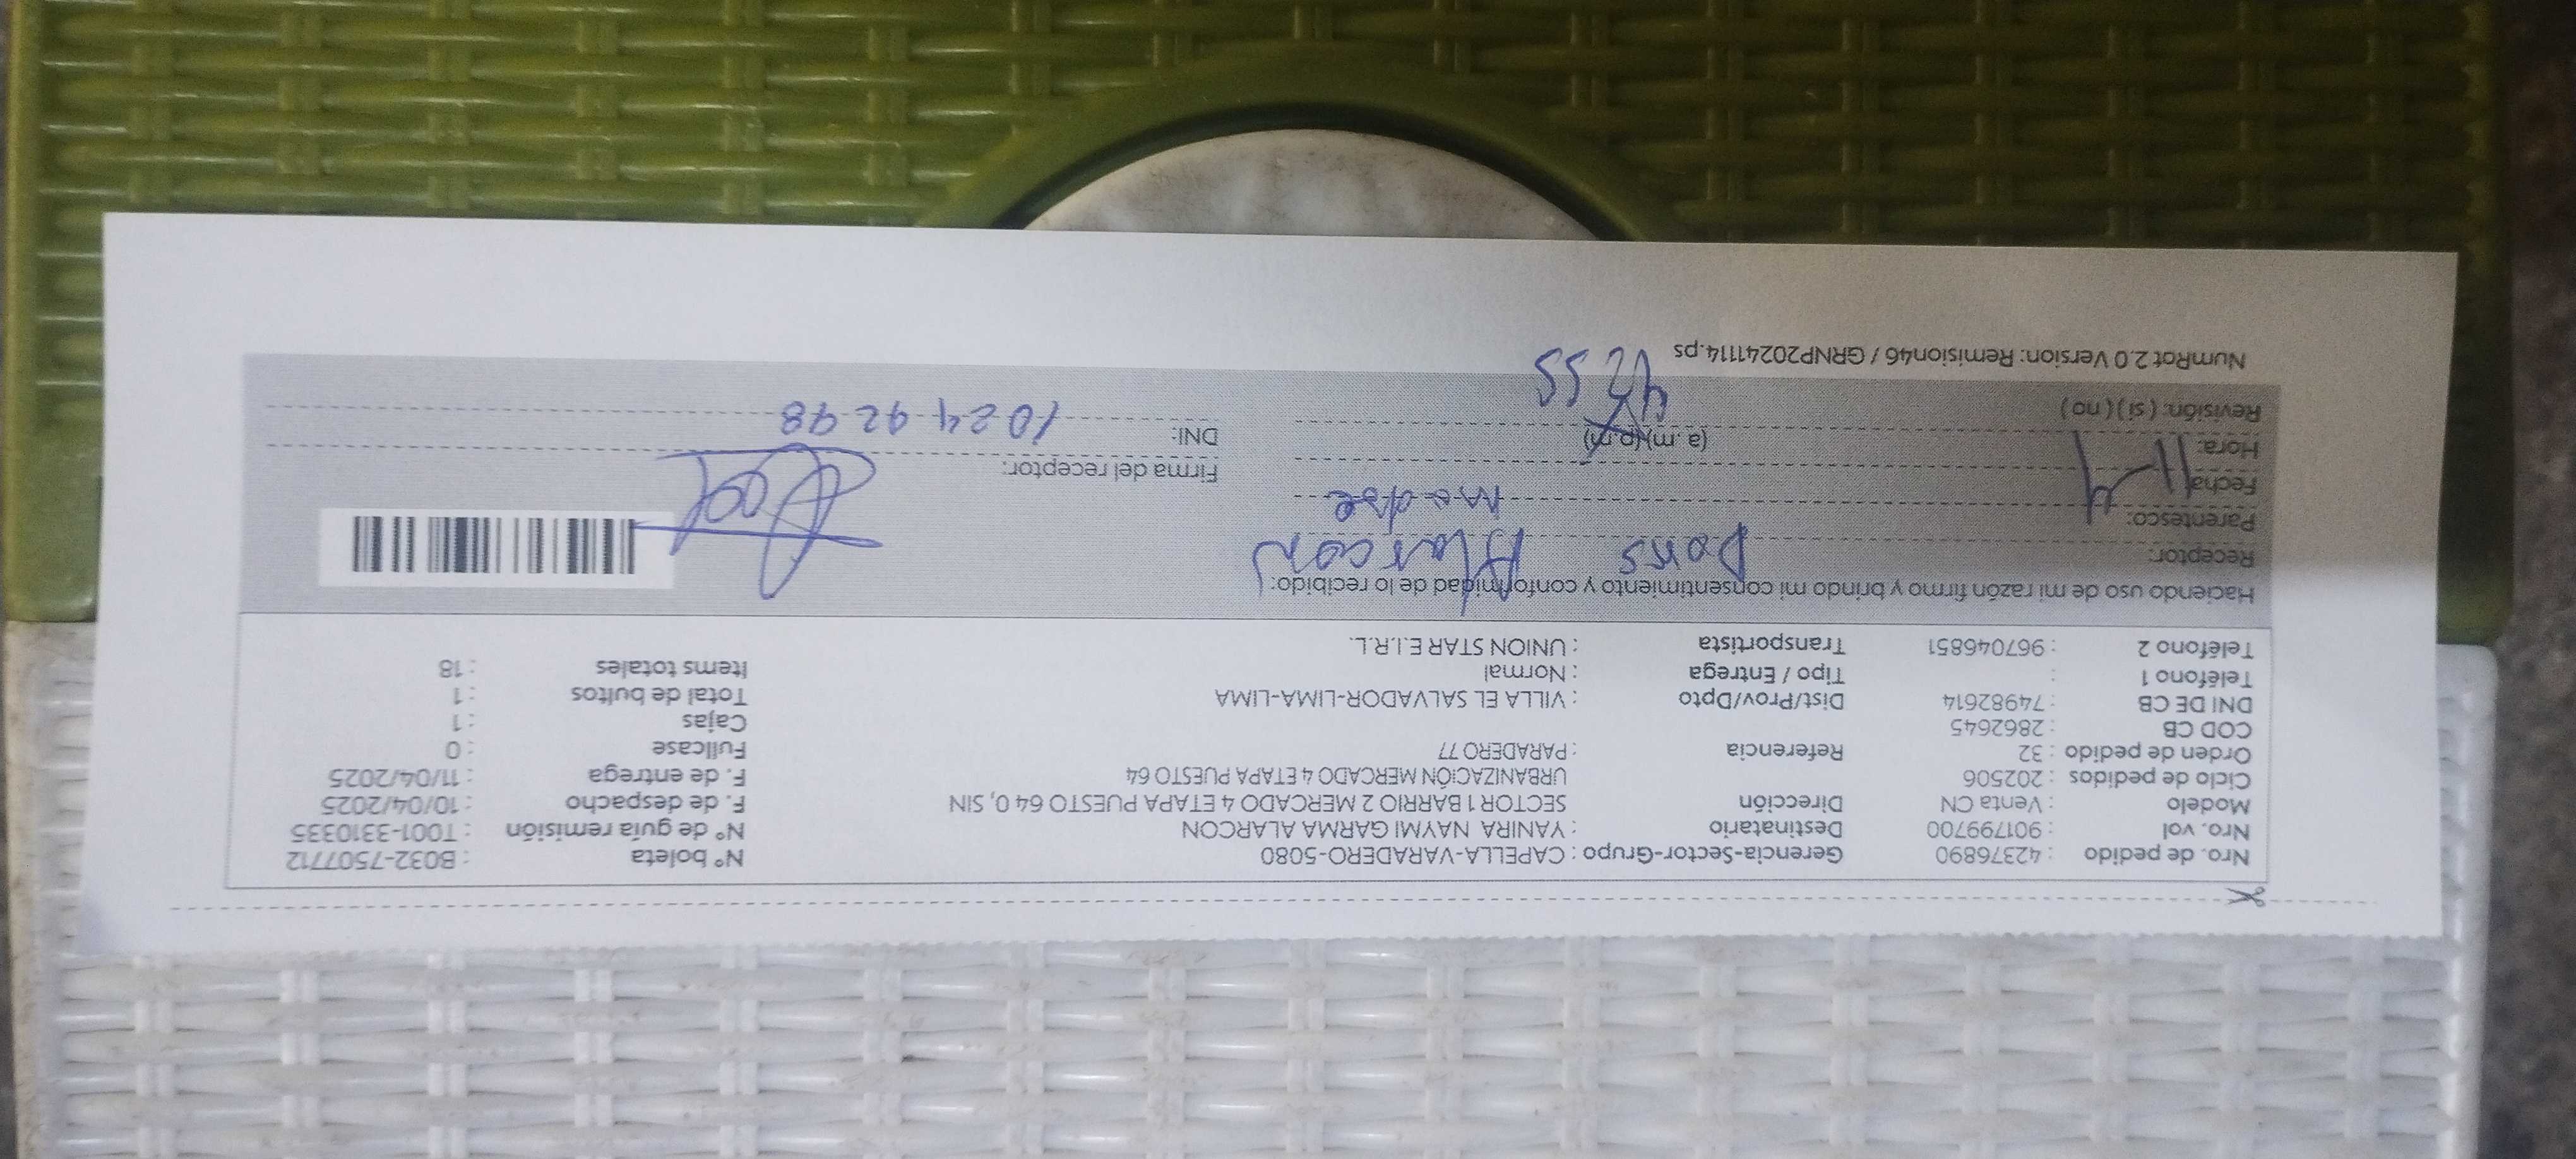 Nro. de pedido : 42376890 Gerencia-Sector-Grupo : CAPELLA-VARADERO-5080 N° boleta : B032-7507712
Nro. vol : 901799700 Destinatario : YANIRA NAYMI GARMA ALARCON N° de guía remisión : T001-3310335
Modelo : Venta CN Dirección SECTOR 1 BARRIO 2 MERCADO 4 ETAPA PUESTO 64 0, SIN F. de despacho : 10/04/2025
Ciclo de pedidos : 202506 URBANIZACIÓN MERCADO 4 ETAPA PUESTO 64 F. de entrega : 11/04/2025
Orden de pedido : 32 Referencia : PARADERO 77 Fullcase : 0
COD CB : 2862645 Cajas : 1
DNI DE CB : 74982614 Dist/Prov/Dpto : VILLA EL SALVADOR-LIMA-LIMA Total de bultos : 1
Teléfono 1 : Tipo / Entrega : Normal Items totales : 18
Teléfono 2 : 967046851 Transportista : UNION STAR E.I.R.L.
Haciendo uso de mi razón firmo y brindo mi consentimiento y conformidad de lo recibido:
Receptor: Doris Alarcon
Parentesco: madre
Fecha: 11-4 Firma del receptor:
Hora: (a. m)(p. m) DNI: 10249298
Revisión: ( si ) ( no ) 12 55
NumRot 2.0 Version: Remision46 / GRNP20241114.ps